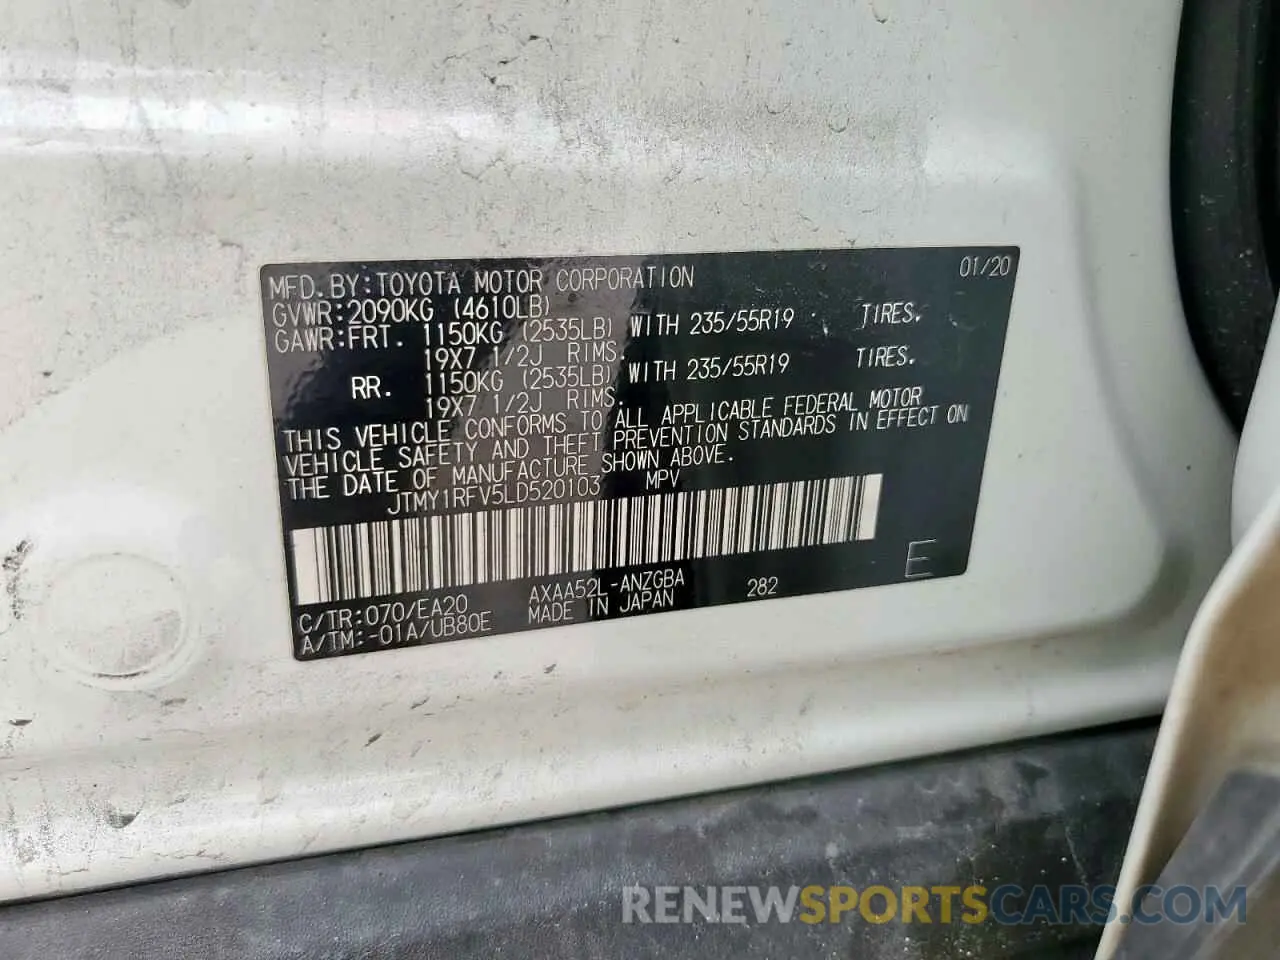 MFD. BY: TOYOTA MOTOR CORPORATION 01/20
GVWR: 2090KG (4610LB)
GAWR: FRT. 1150KG (2535LB) WITH 235/55R19 TIRES.
19X7 1/2J RIMS.
RR. 1150KG (2535LB) WITH 235/55R19 TIRES.
19X7 1/2J RIMS.
THIS VEHICLE CONFORMS TO ALL APPLICABLE FEDERAL MOTOR
VEHICLE SAFETY AND THEFT PREVENTION STANDARDS IN EFFECT ON
THE DATE OF MANUFACTURE SHOWN ABOVE.
JTMY1RFV5LD520103 MPV
E
C/TR: 070/EA20 AXAA52L-ANZGBA 282
A/TM: -01A/UB80E MADE IN JAPAN
RENEWSPORTSCARS.COM